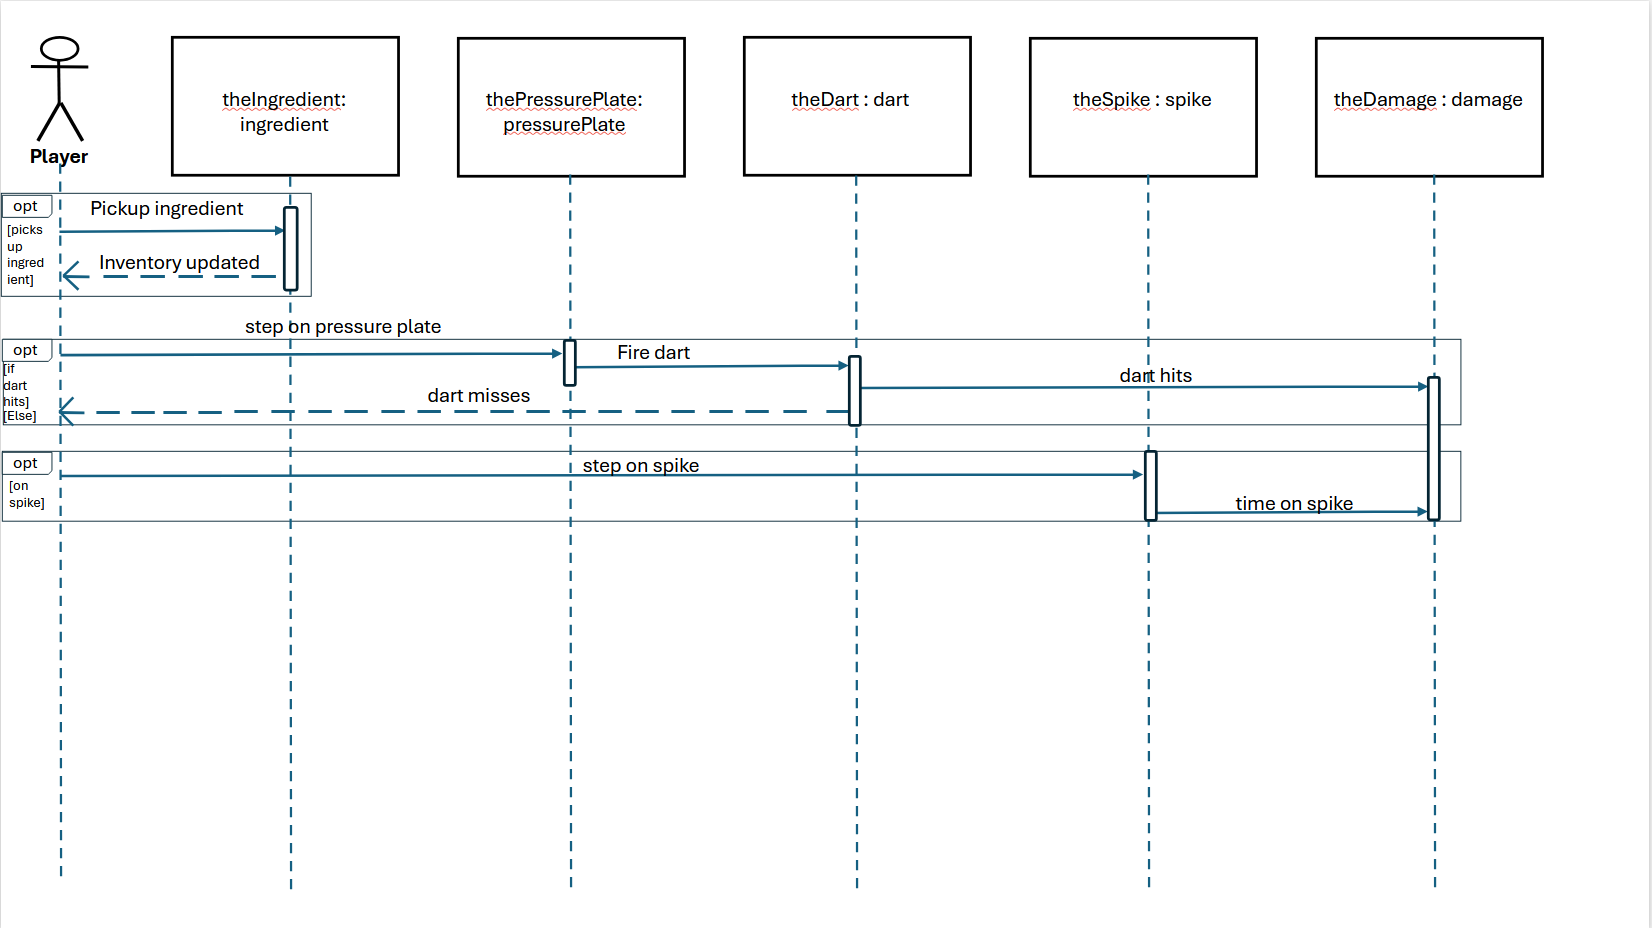 Player
theIngredient:
ingredient
thePressurePlate:
pressurePlate
theDart : dart
theSpike : spike
theDamage : damage
opt
[picks
up
ingred
ient]
Pickup ingredient
Inventory updated
step on pressure plate
opt
[if
dart
hits]
[Else]
Fire dart
dart hits
dart misses
opt
[on
spike]
step on spike
time on spike